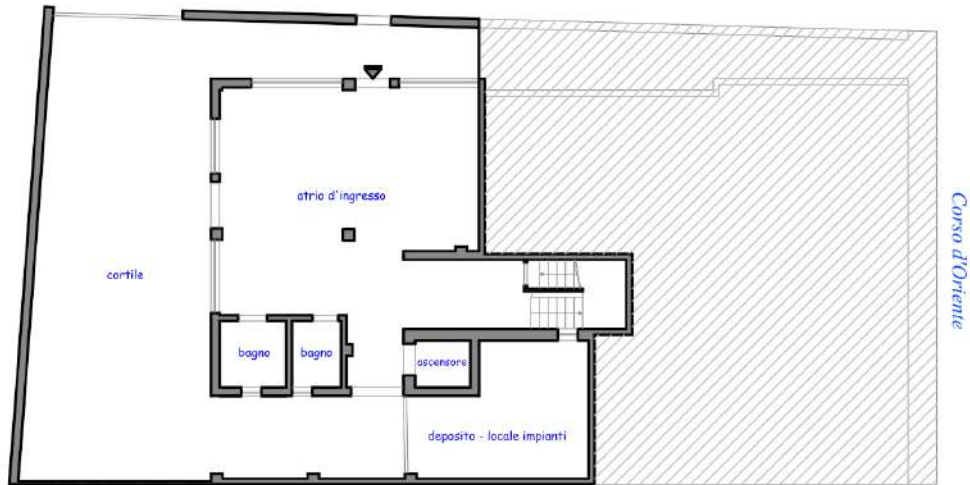 atrio d'ingresso
Corso d'Oriente
cortile
bagno
bagno
ascensore
deposito - locale impianti